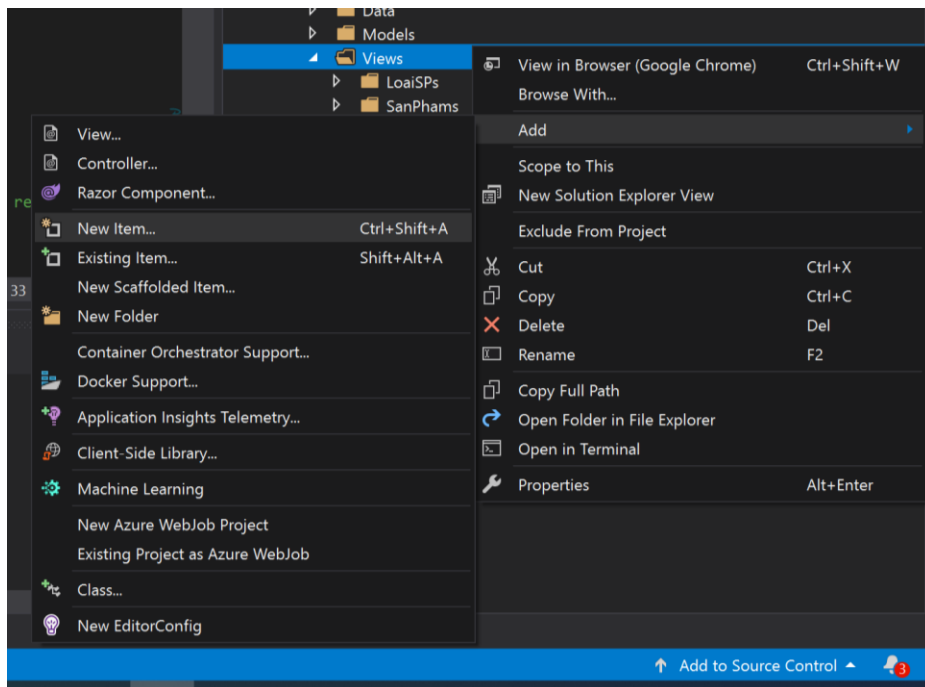 Data
Models
Views
LoaiSPs
SanPhams
View in Browser (Google Chrome) Ctrl+Shift+W
Browse With...
Add
Scope to This
New Solution Explorer View
Exclude From Project
Cut Ctrl+X
Copy Ctrl+C
Delete Del
Rename F2
Copy Full Path
Open Folder in File Explorer
Open in Terminal
Properties Alt+Enter
View...
Controller...
Razor Component...
New Item... Ctrl+Shift+A
Existing Item... Shift+Alt+A
New Scaffolded Item...
New Folder
Container Orchestrator Support...
Docker Support...
Application Insights Telemetry...
Client-Side Library...
Machine Learning
New Azure WebJob Project
Existing Project as Azure WebJob
Class...
New EditorConfig
re
33
Add to Source Control
3